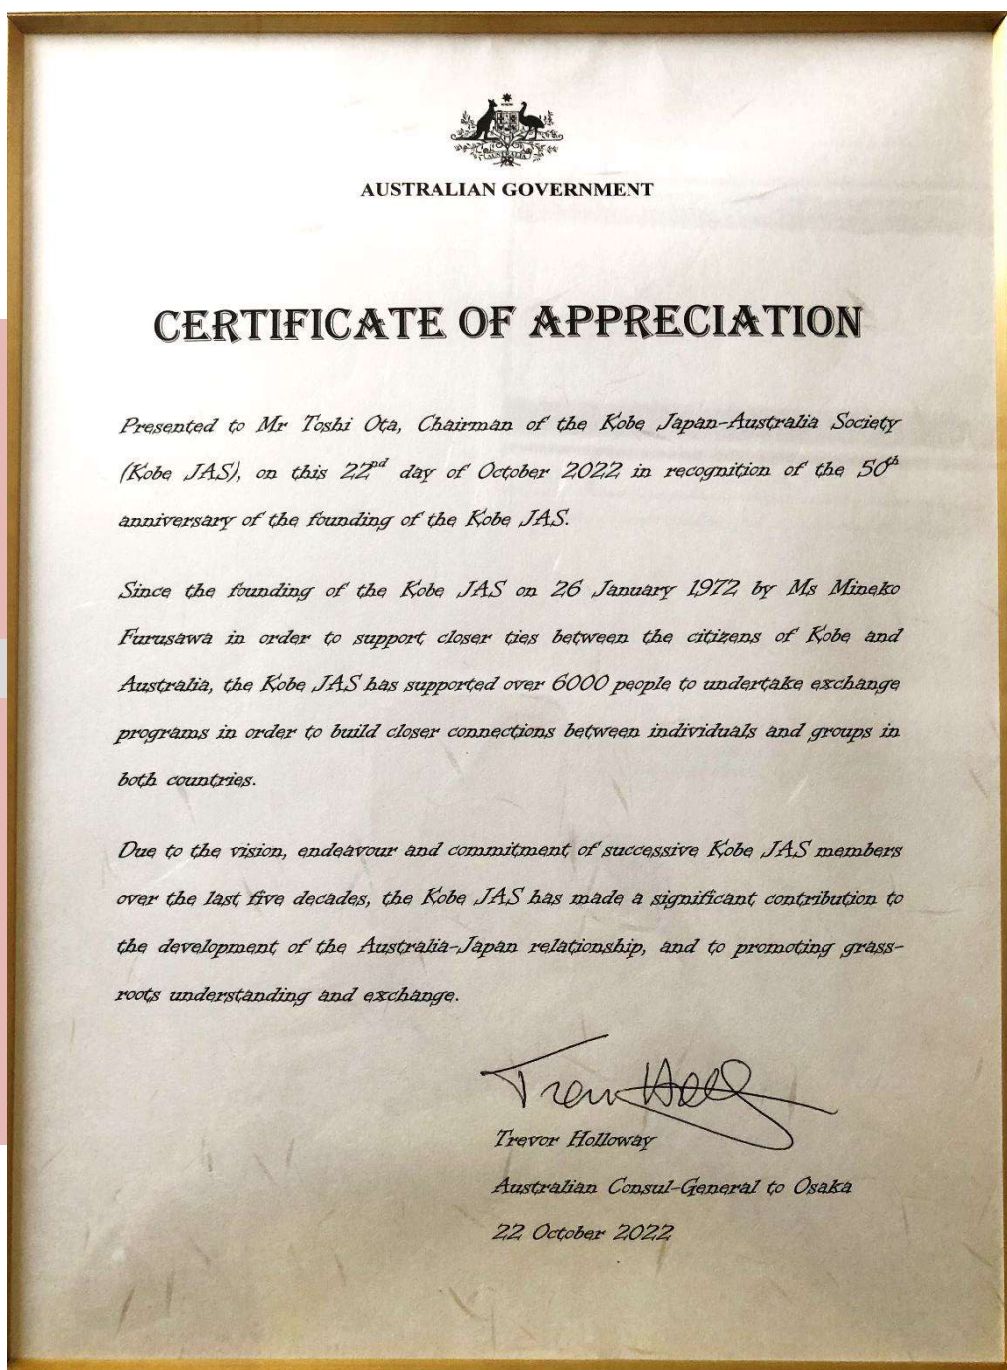 AUSTRALIA
AUSTRALIAN GOVERNMENT
CERTIFICATE OF APPRECIATION
Presented to Mr Toshi Ota, Chairman of the Kobe Japan-Australia Society
(Kobe JAS), on this 22nd day of October 2022 in recognition of the 50th
anniversary of the founding of the Kobe JAS.
Since the founding of the Kobe JAS on 26 January 1972 by Ms Mineko
Furusawa in order to support closer ties between the citizens of Kobe and
Australia, the Kobe JAS has supported over 6000 people to undertake exchange
programs in order to build closer connections between individuals and groups in
both countries.
Due to the vision, endeavour and commitment of successive Kobe JAS members
over the last five decades, the Kobe JAS has made a significant contribution to
the development of the Australia-Japan relationship, and to promoting grass-
roots understanding and exchange.
Trevor Holloway
Australian Consul-General to Osaka
22 October 2022